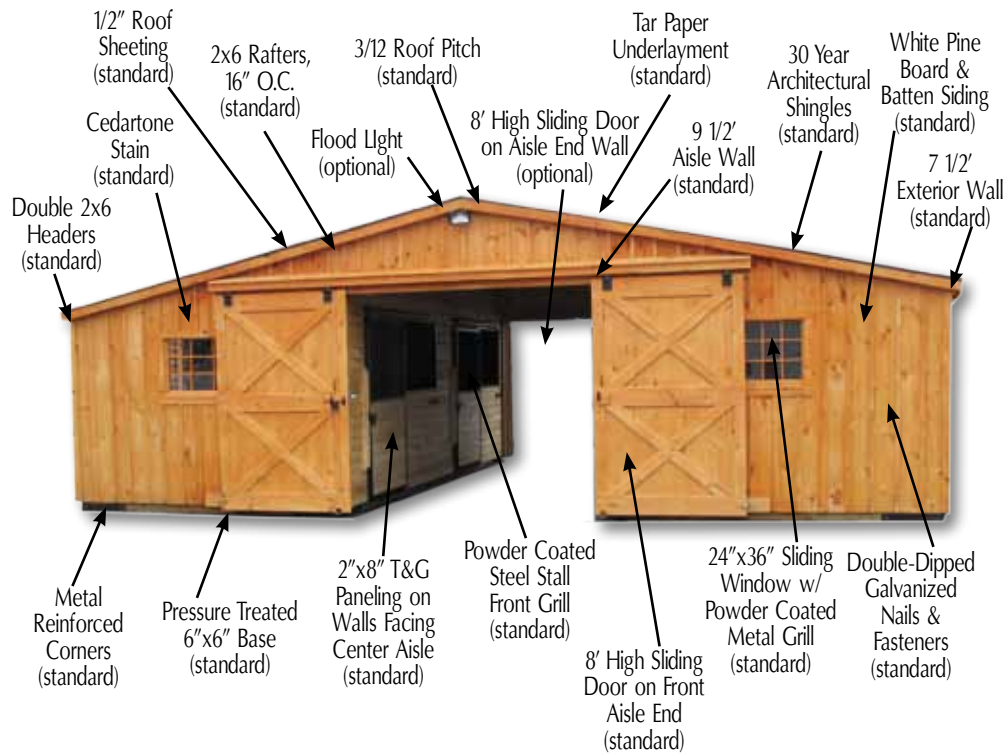 1/2" Roof
Sheeting
(standard)
2x6 Rafters,
16" O.C.
(standard)
3/12 Roof Pitch
(standard)
Tar Paper
Underlayment
(standard)
30 Year
Architectural
Shingles
(standard)
White Pine
Board &
Batten Siding
(standard)
Cedartone
Stain
(standard)
Flood LIght
(optional)
8' High Sliding Door
on Aisle End Wall
(optional)
9 1/2'
Aisle Wall
(standard)
7 1/2'
Exterior Wall
(standard)
Double 2x6
Headers
(standard)
Metal
Reinforced
Corners
(standard)
Pressure Treated
6"x6" Base
(standard)
2"x8" T&G
Paneling on
Walls Facing
Center Aisle
(standard)
Powder Coated
Steel Stall
Front Grill
(standard)
8' High Sliding
Door on Front
Aisle End
(standard)
24"x36" Sliding
Window w/
Powder Coated
Metal Grill
(standard)
Double-Dipped
Galvanized
Nails &
Fasteners
(standard)